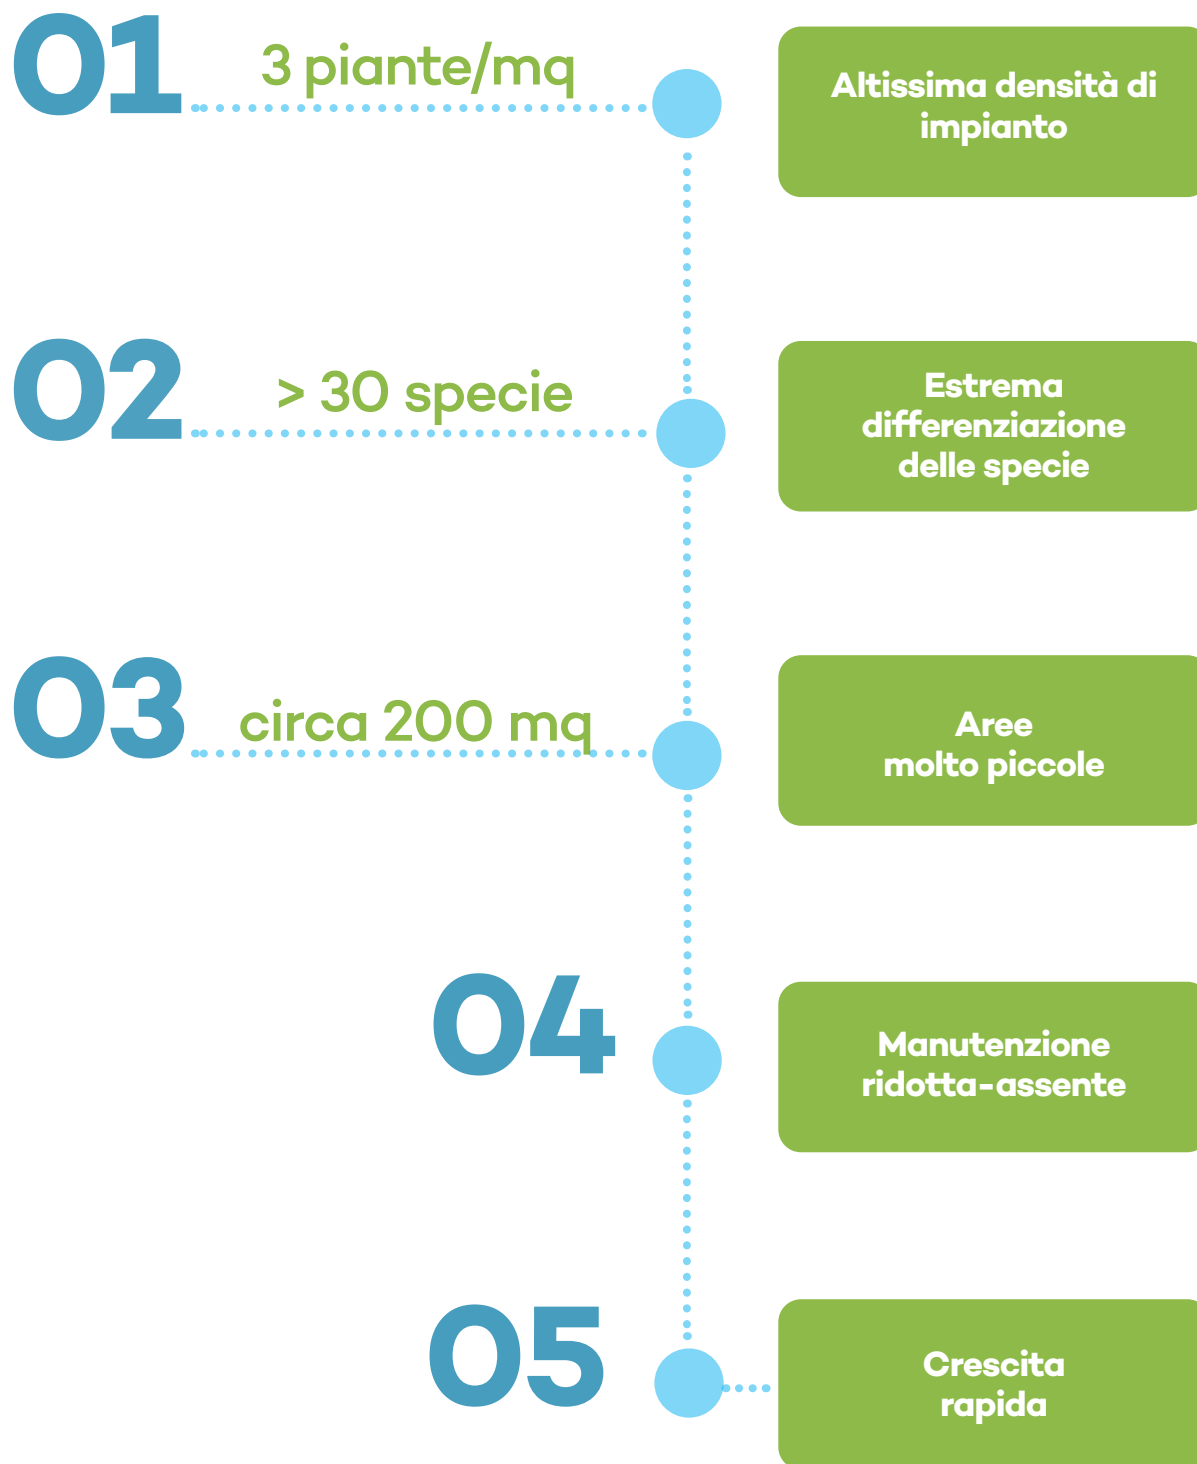 01
3 piante/mq
Altissima densità di
impianto
02
> 30 specie
Estrema
differenziazione
delle specie
03
circa 200 mq
Aree
molto piccole
04
Manutenzione
ridotta-assente
05
Crescita
rapida